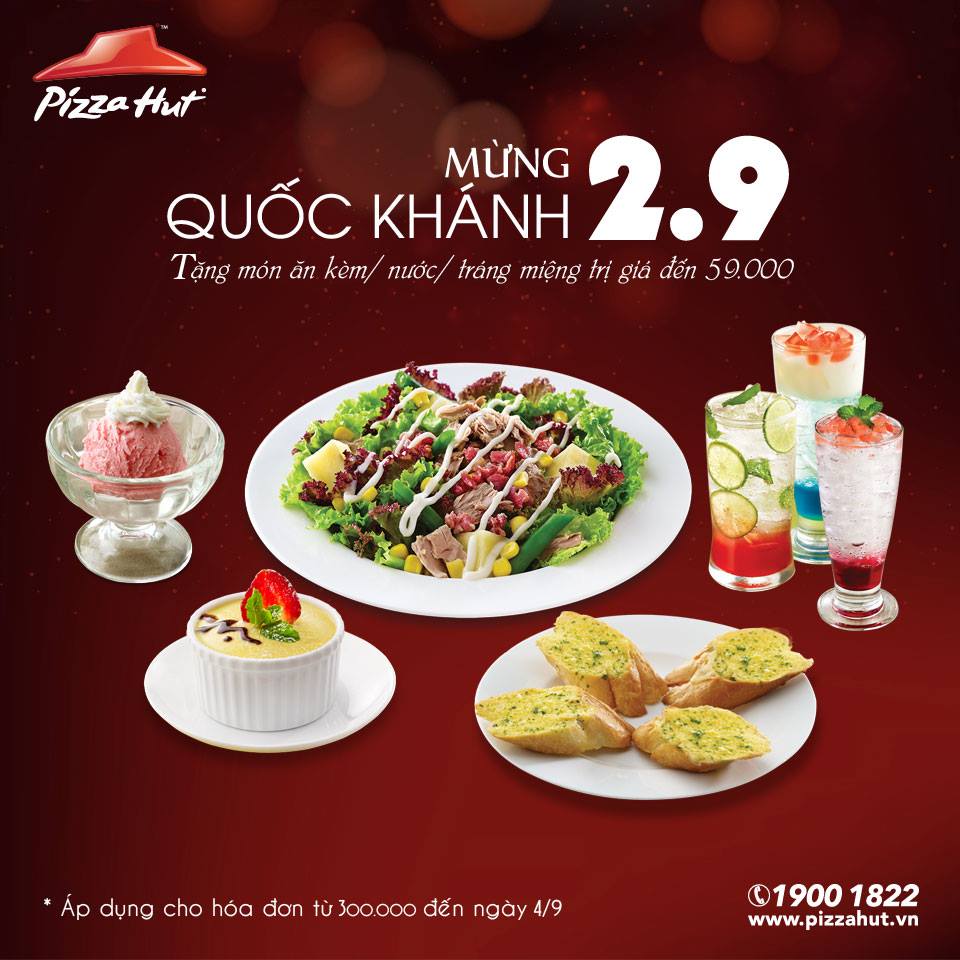 Pizza Hut
MỪNG
QUỐC KHÁNH 2.9
Tặng món ăn kèm/ nước/ tráng miệng trị giá đến 59.000
* Áp dụng cho hóa đơn từ 300.000 đến ngày 4/9
1900 1822
www.pizzahut.vn